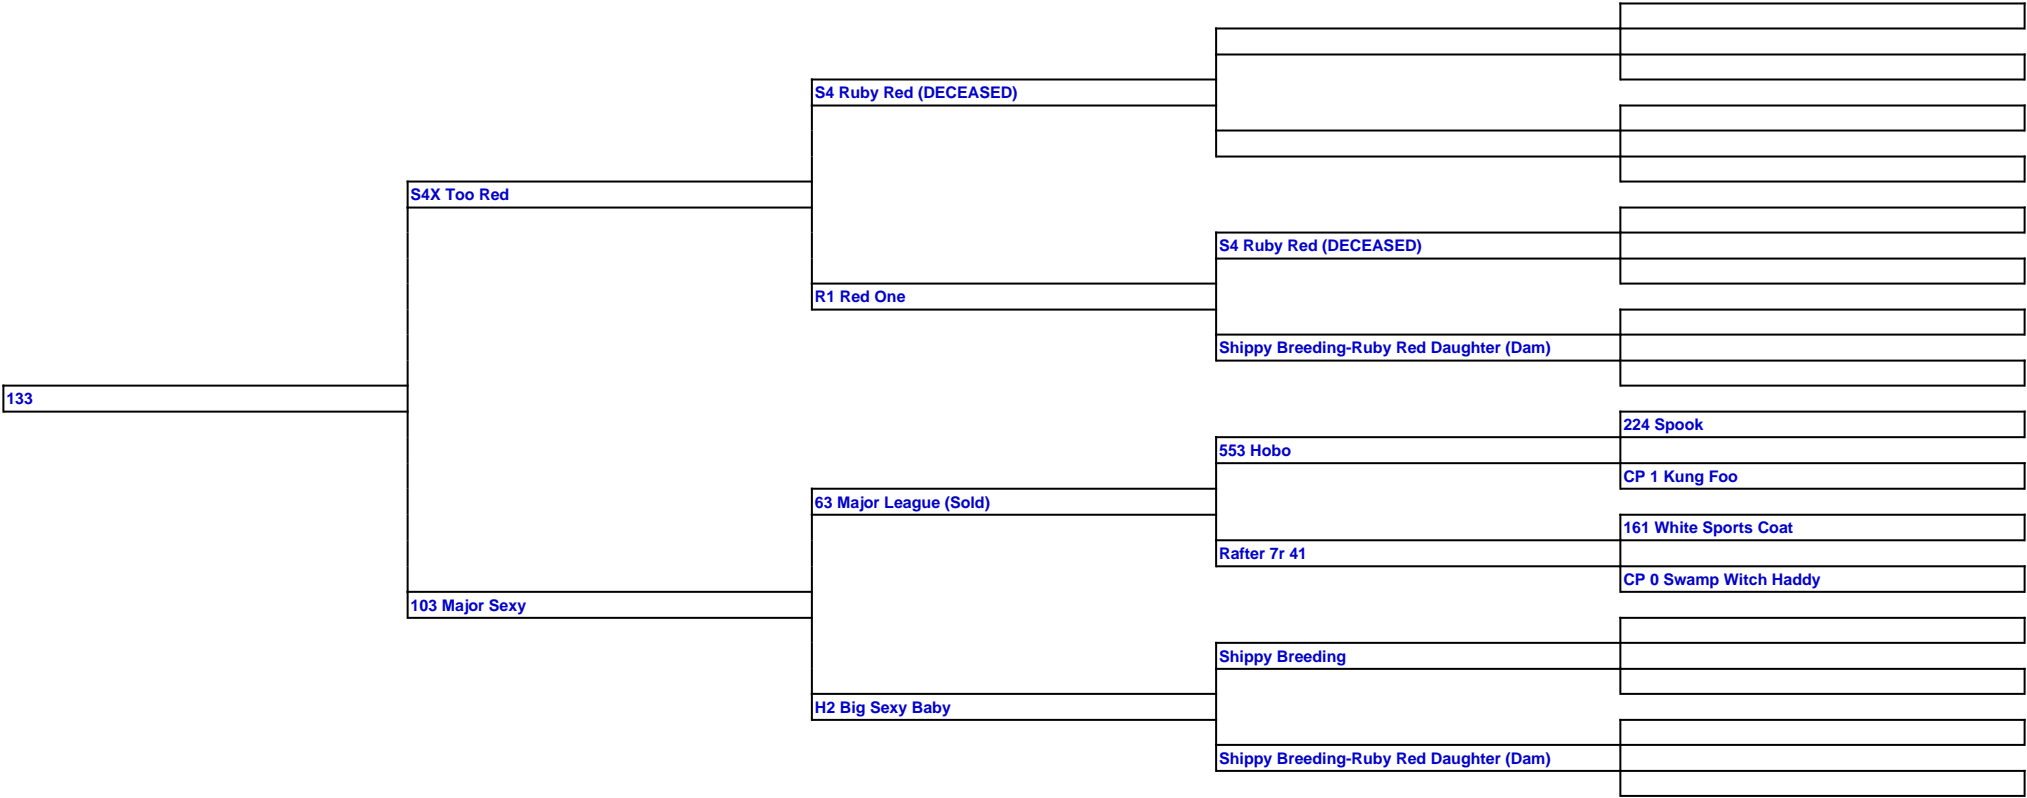 S4 Ruby Red (DECEASED)
S4X Too Red
S4 Ruby Red (DECEASED)
R1 Red One
Shippy Breeding-Ruby Red Daughter (Dam)
133
224 Spook
553 Hobo
CP 1 Kung Foo
63 Major League (Sold)
161 White Sports Coat
Rafter 7r 41
CP 0 Swamp Witch Haddy
103 Major Sexy
Shippy Breeding
H2 Big Sexy Baby
Shippy Breeding-Ruby Red Daughter (Dam)